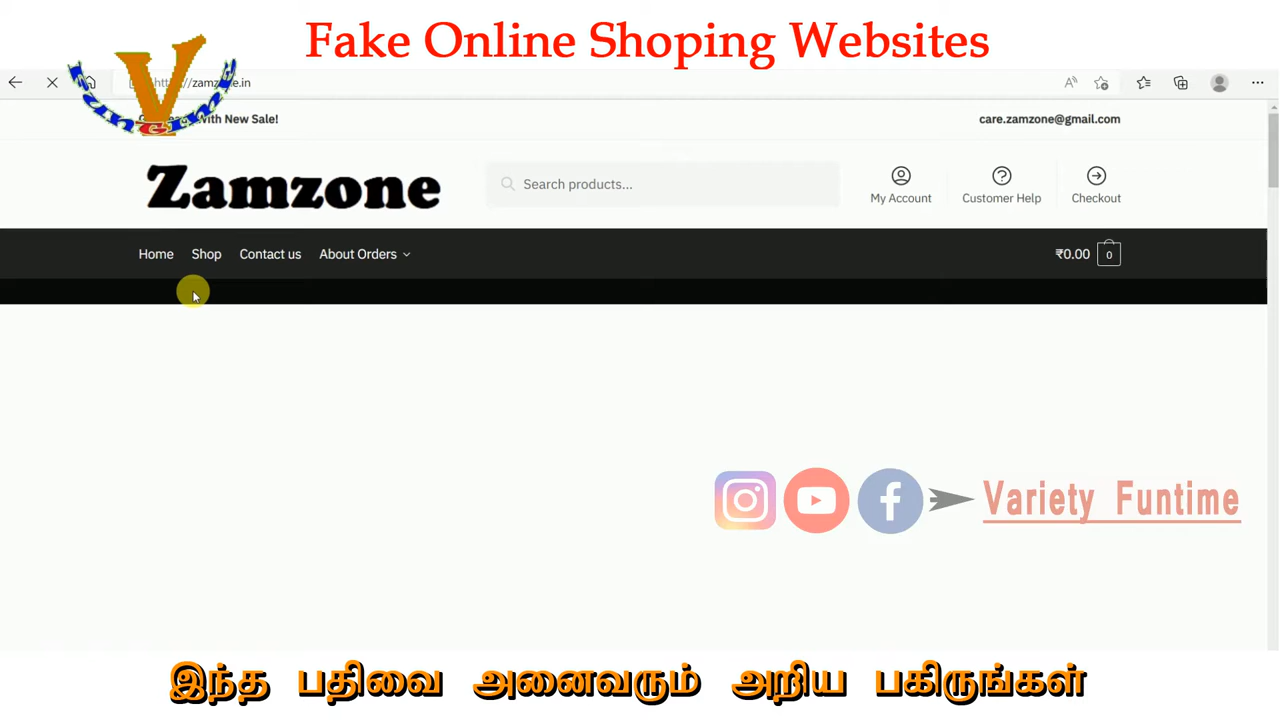 Fake Online Shoping Websites
V
With New Sale!
care.zamzone@gmail.com
Zamzone
Search products...
My Account
Customer Help
Checkout
Home
Shop
Contact us
About Orders
₹0.00
0
Variety Funtime
இந்த பதிவை அனைவரும் அறிய பகிருங்கள்